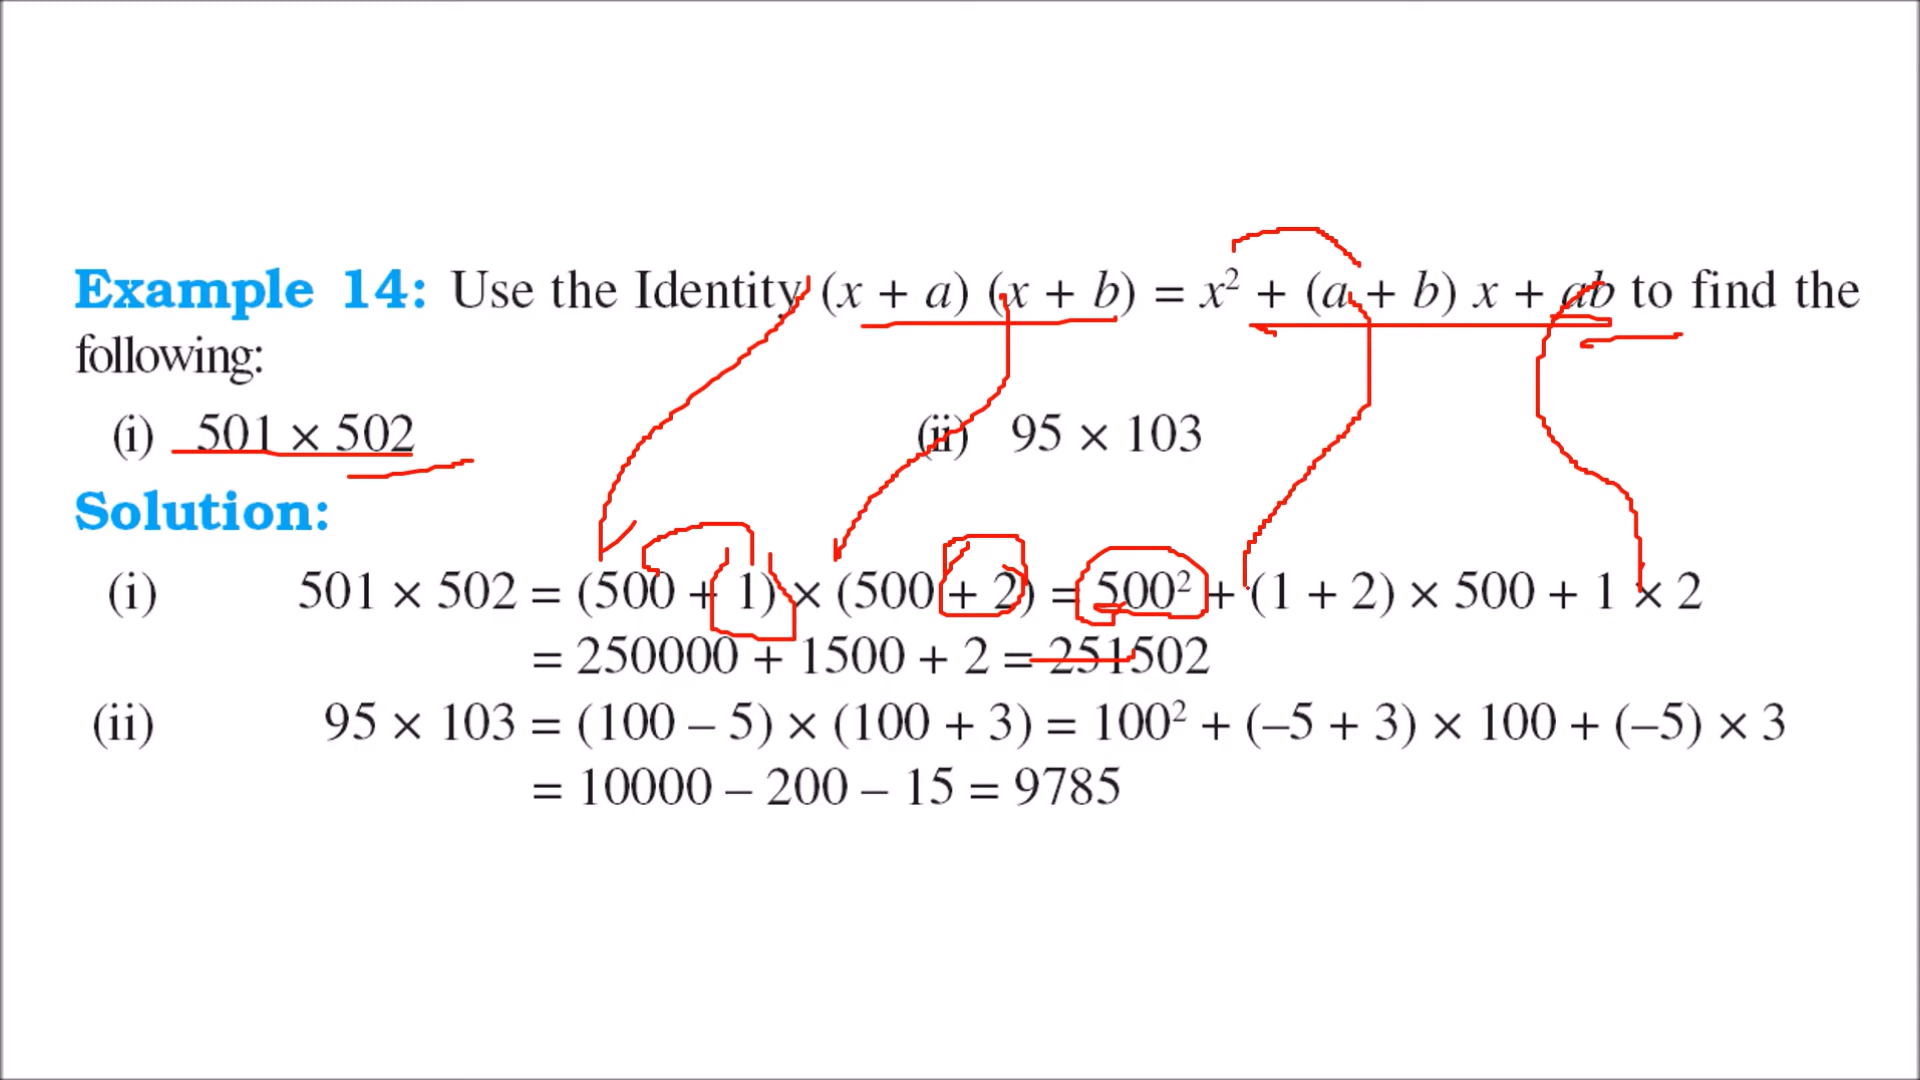 Example 14: Use the Identity (x + a) (x + b) = x² + (a + b) x + ab to find the
following:
(i) 501 × 502 (ii) 95 × 103
Solution:
(i) 501 × 502 = (500 + 1) × (500 + 2) = 500² + (1 + 2) × 500 + 1 × 2
= 250000 + 1500 + 2 = 251502
(ii) 95 × 103 = (100 – 5) × (100 + 3) = 100² + (–5 + 3) × 100 + (–5) × 3
= 10000 – 200 – 15 = 9785